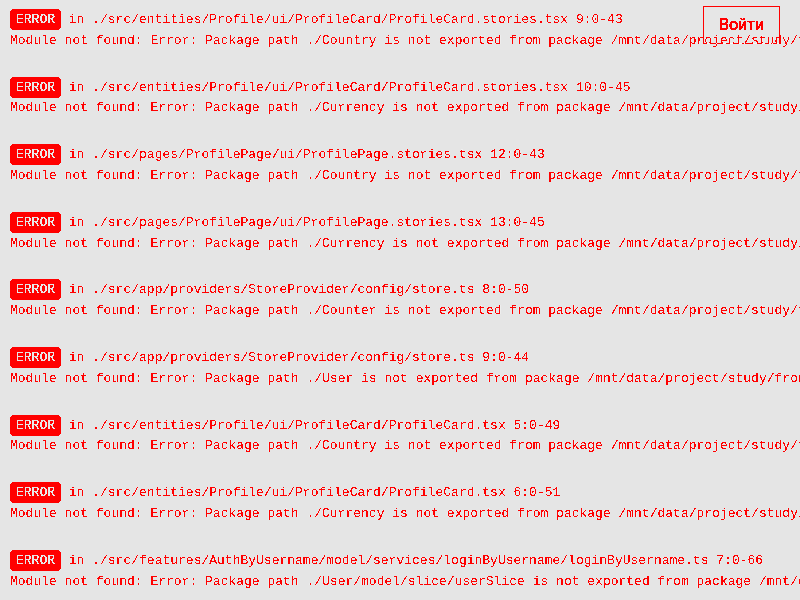 ERROR in ./src/entities/Profile/ui/ProfileCard/ProfileCard.stories.tsx 9:0-43
Войти
Module not found: Error: Package path ./Country is not exported from package /mnt/data/project/study/
ERROR in ./src/entities/Profile/ui/ProfileCard/ProfileCard.stories.tsx 10:0-45
Module not found: Error: Package path ./Currency is not exported from package /mnt/data/project/study
ERROR in ./src/pages/ProfilePage/ui/ProfilePage.stories.tsx 12:0-43
Module not found: Error: Package path ./Country is not exported from package /mnt/data/project/study/
ERROR in ./src/pages/ProfilePage/ui/ProfilePage.stories.tsx 13:0-45
Module not found: Error: Package path ./Currency is not exported from package /mnt/data/project/study
ERROR in ./src/app/providers/StoreProvider/config/store.ts 8:0-50
Module not found: Error: Package path ./Counter is not exported from package /mnt/data/project/study/
ERROR in ./src/app/providers/StoreProvider/config/store.ts 9:0-44
Module not found: Error: Package path ./User is not exported from package /mnt/data/project/study/fro
ERROR in ./src/entities/Profile/ui/ProfileCard/ProfileCard.tsx 5:0-49
Module not found: Error: Package path ./Country is not exported from package /mnt/data/project/study/
ERROR in ./src/entities/Profile/ui/ProfileCard/ProfileCard.tsx 6:0-51
Module not found: Error: Package path ./Currency is not exported from package /mnt/data/project/study
ERROR in ./src/features/AuthByUsername/model/services/loginByUsername/loginByUsername.ts 7:0-66
Module not found: Error: Package path ./User/model/slice/userSlice is not exported from package /mnt/